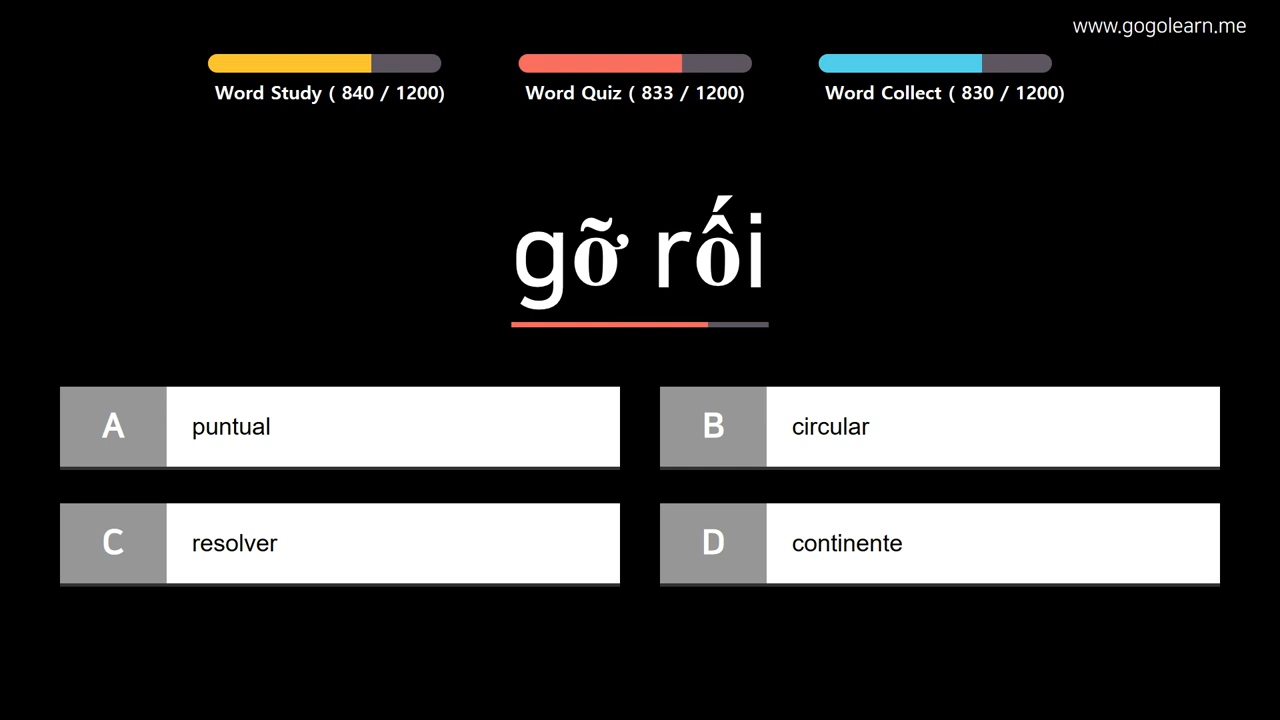 www.gogolearn.me
Word Study ( 840 / 1200)
Word Quiz ( 833 / 1200)
Word Collect ( 830 / 1200)
gỡ rối
A puntual
B circular
C resolver
D continente